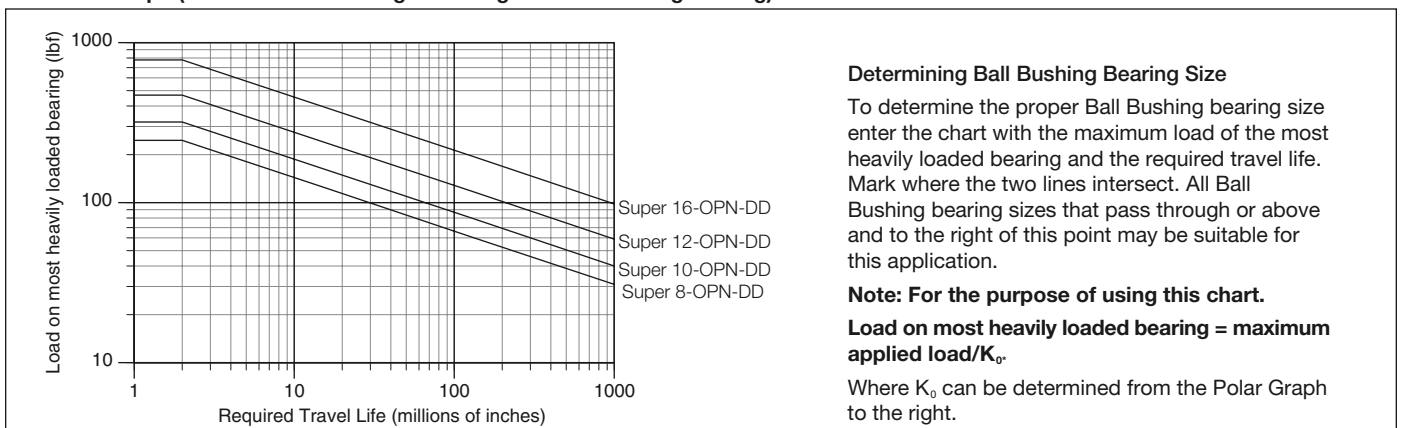 1000
100
10
1
10
100
1000
Load on most heavily loaded bearing (lbf)
Required Travel Life (millions of inches)
Super 16-OPN-DD
Super 12-OPN-DD
Super 10-OPN-DD
Super 8-OPN-DD
Determining Ball Bushing Bearing Size
To determine the proper Ball Bushing bearing size
enter the chart with the maximum load of the most
heavily loaded bearing and the required travel life.
Mark where the two lines intersect. All Ball
Bushing bearing sizes that pass through or above
and to the right of this point may be suitable for
this application.
Note: For the purpose of using this chart.
Load on most heavily loaded bearing = maximum
applied load/K₀.
Where K₀ can be determined from the Polar Graph
to the right.